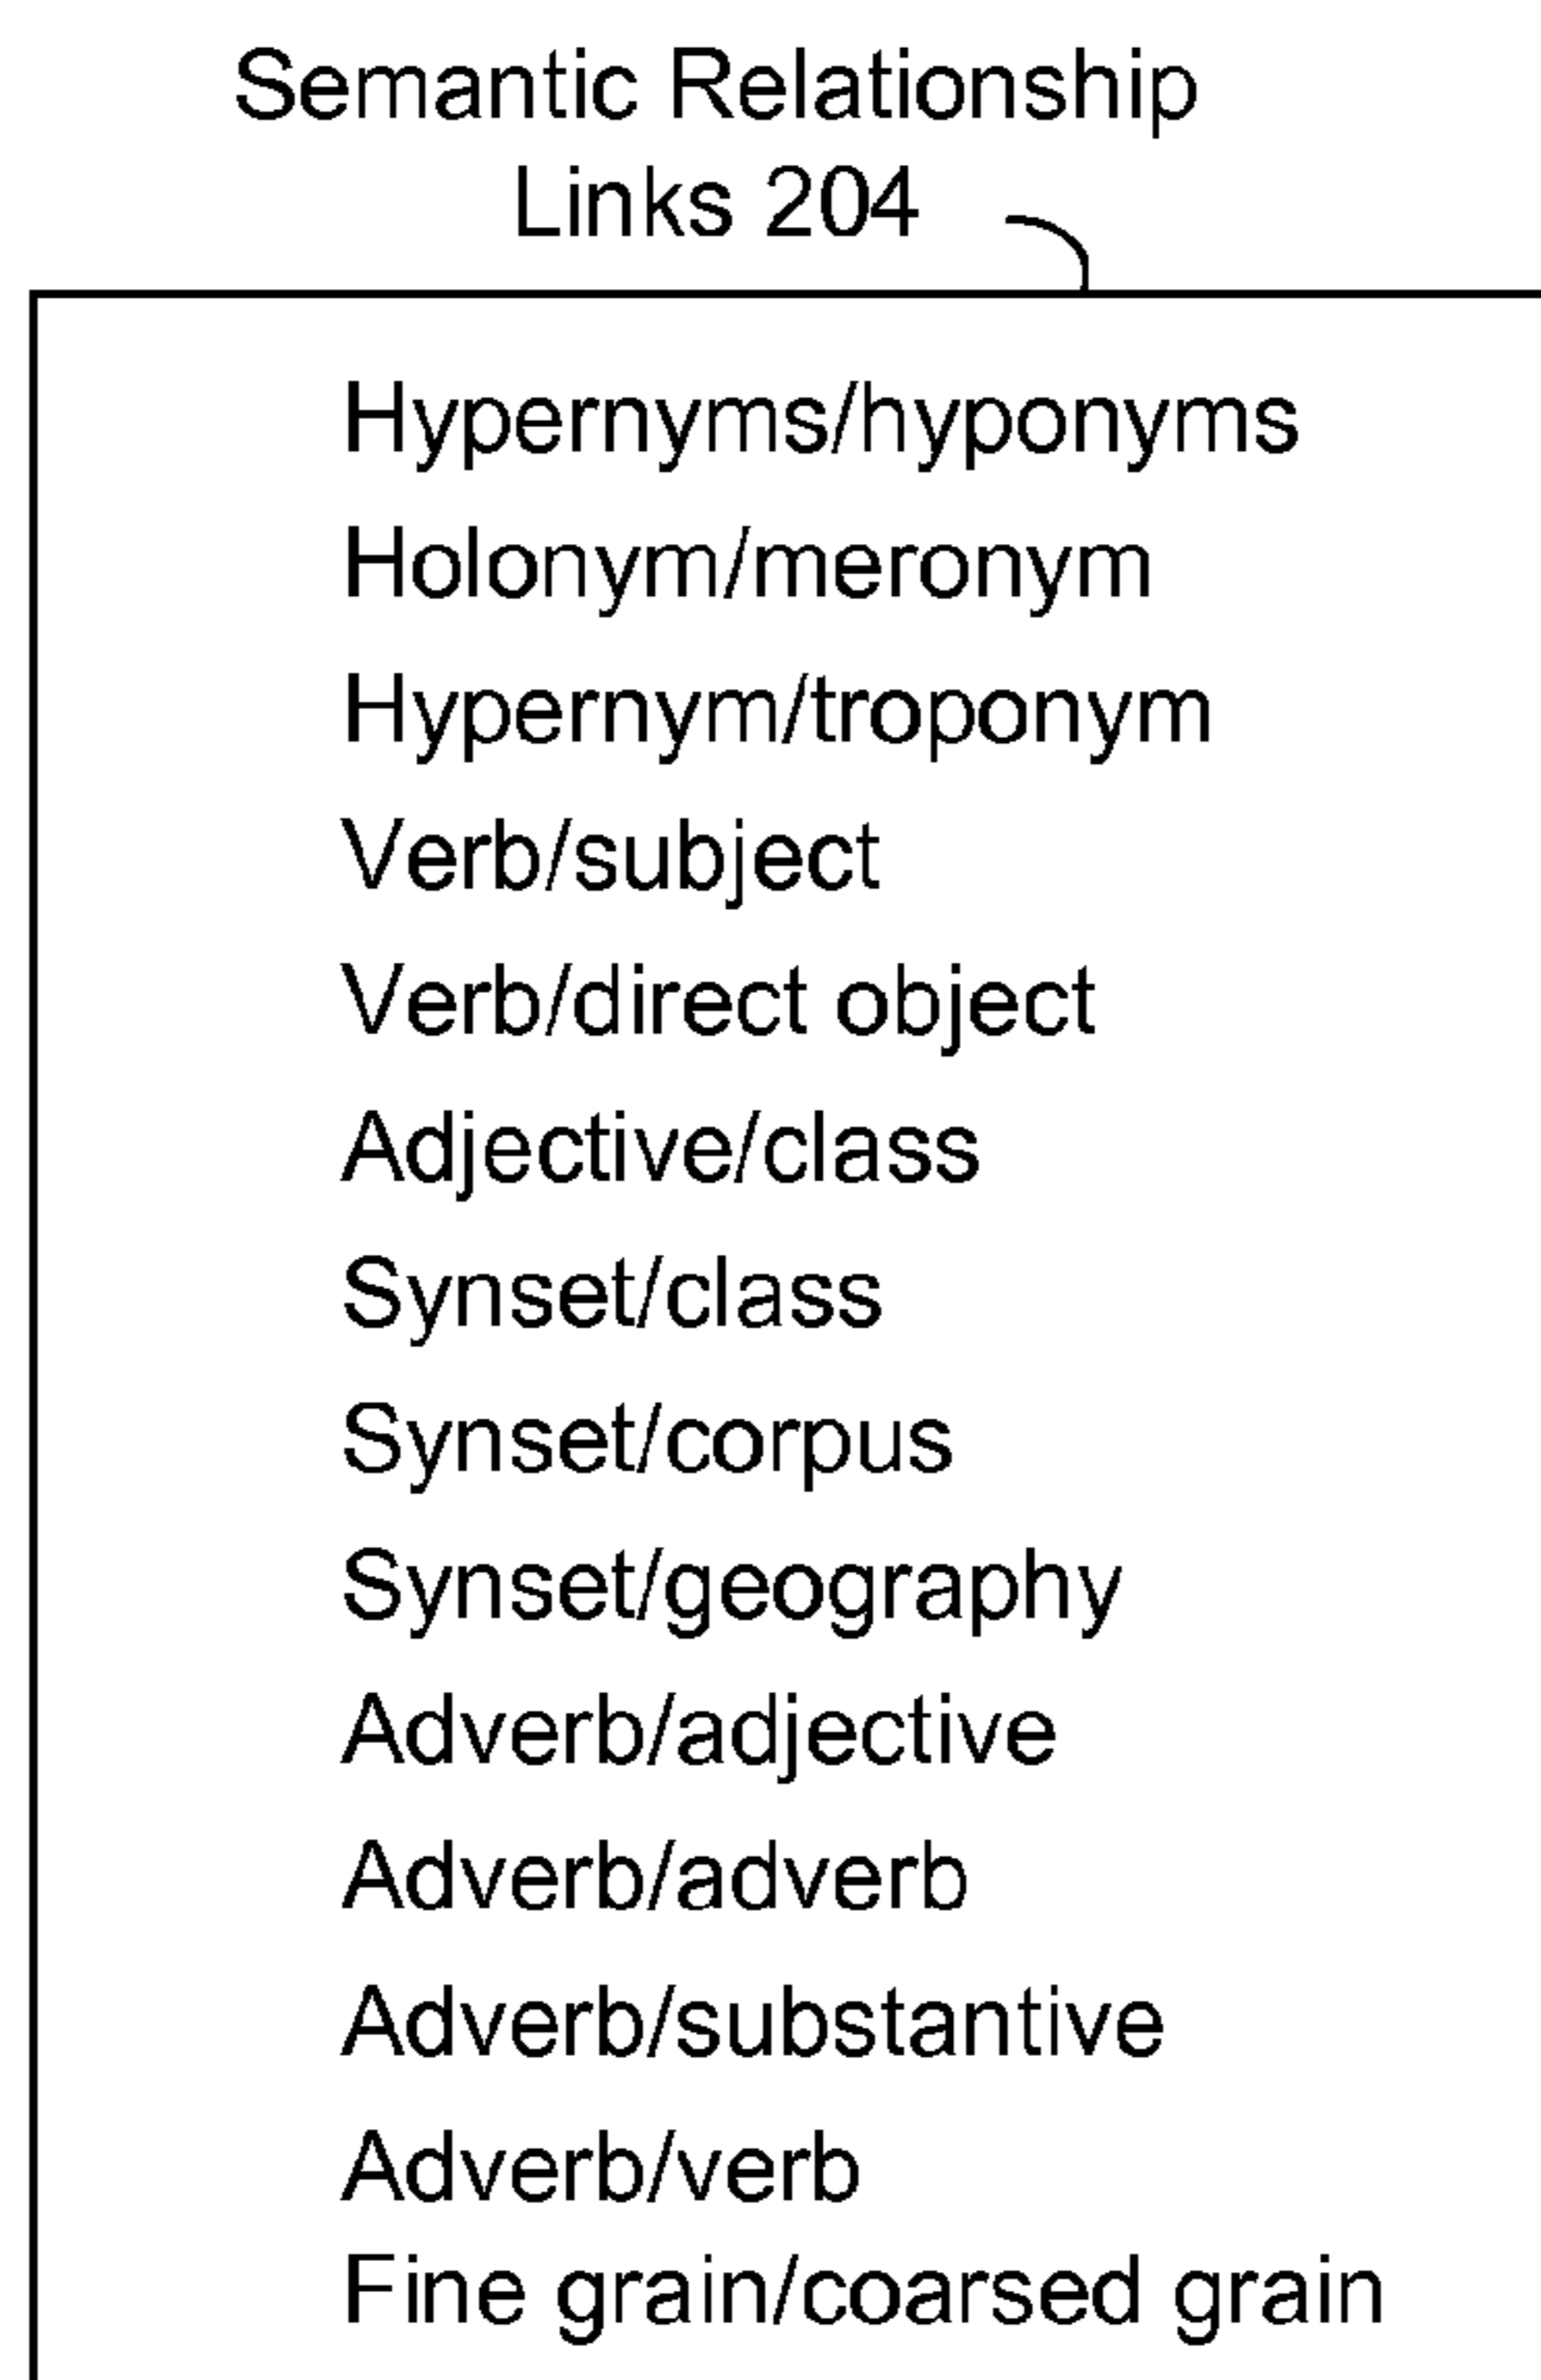 Semantic Relationship
Links 204
Hypernyms/hyponyms
Holonym/meronym
Hypernym/troponym
Verb/subject
Verb/direct object
Adjective/class
Synset/class
Synset/corpus
Synset/geography
Adverb/adjective
Adverb/adverb
Adverb/substantive
Adverb/verb
Fine grain/coarsed grain